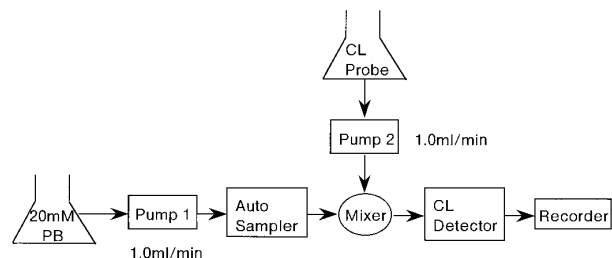 CL
Probe
Pump 2
1.0ml/min
20mM
PB
Pump 1
1.0ml/min
Auto
Sampler
Mixer
CL
Detector
Recorder